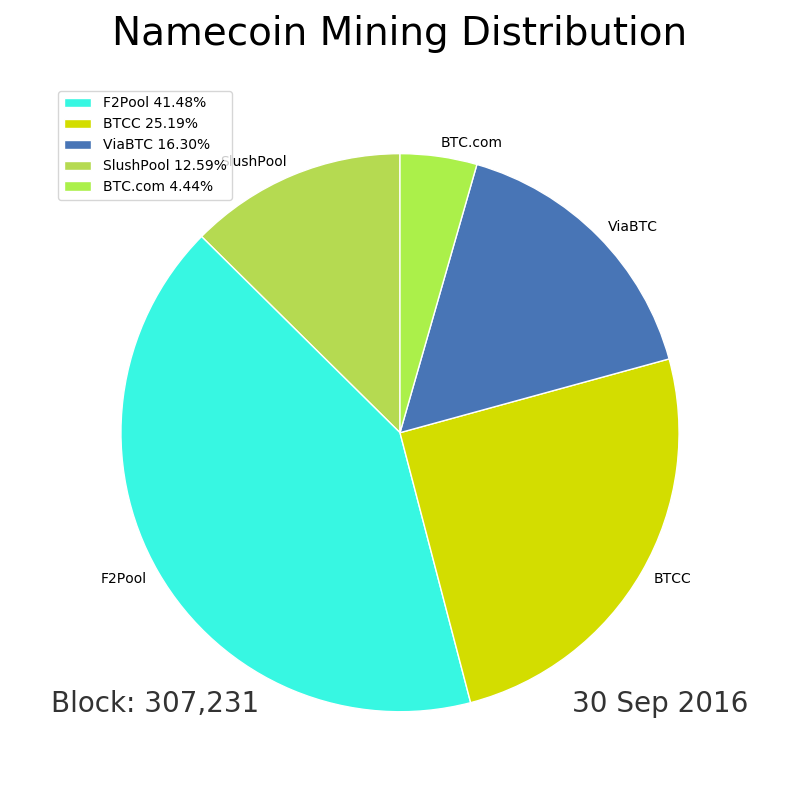 Namecoin Mining Distribution
F2Pool 41.48%
BTCC 25.19%
ViaBTC 16.30%
SlushPool 12.59%
BTC.com 4.44%
BTC.com
SlushPool
ViaBTC
F2Pool
BTCC
Block: 307,231
30 Sep 2016